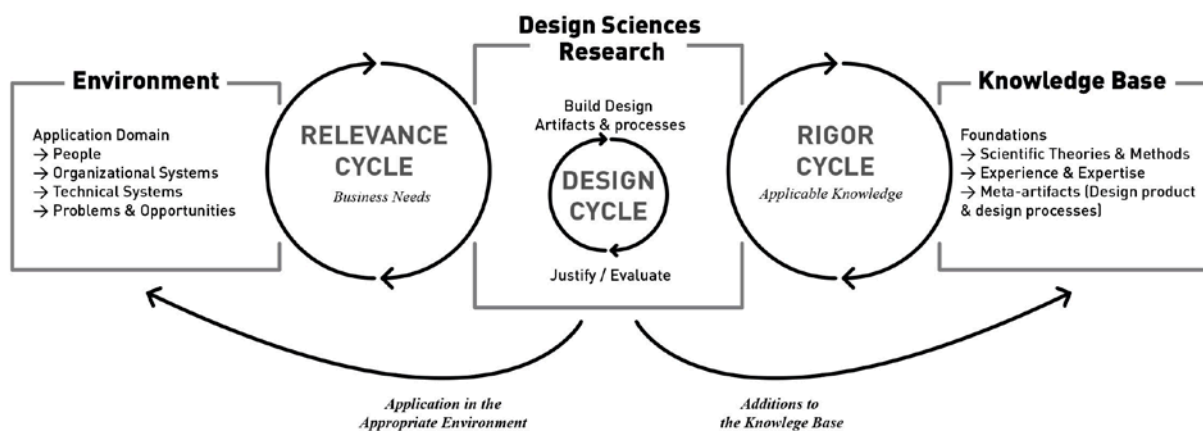 Environment
Application Domain
→ People
→ Organizational Systems
→ Technical Systems
→ Problems & Opportunities
RELEVANCE
CYCLE
Business Needs
Design Sciences
Research
Build Design
Artifacts & processes
DESIGN
CYCLE
Justify / Evaluate
RIGOR
CYCLE
Applicable Knowledge
Knowledge Base
Foundations
→ Scientific Theories & Methods
→ Experience & Expertise
→ Meta-artifacts (Design product
& design processes)
Application in the
Appropriate Environment
Additions to
the Knowlege Base